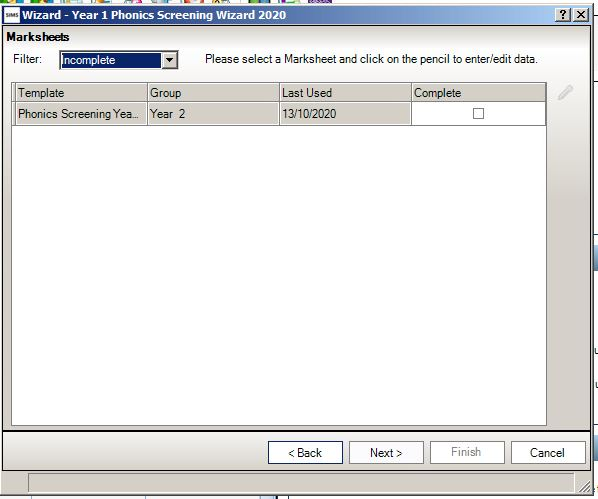 SIMS Wizard - Year 1 Phonics Screening Wizard 2020
Marksheets
Filter: Incomplete Please select a Marksheet and click on the pencil to enter/edit data.
Template Group Last Used Complete
Phonics Screening Yea... Year 2 13/10/2020
< Back Next > Finish Cancel